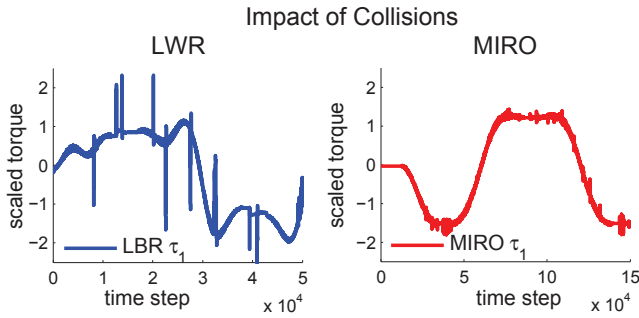 Impact of Collisions
LWR
scaled torque
2
1
0
−1
−2
LBR τ1
0 1 2 3 4 5
time step
x 10^4
MIRO
scaled torque
2
1
0
−1
−2
MIRO τ1
0 5 10 15
time step
x 10^4